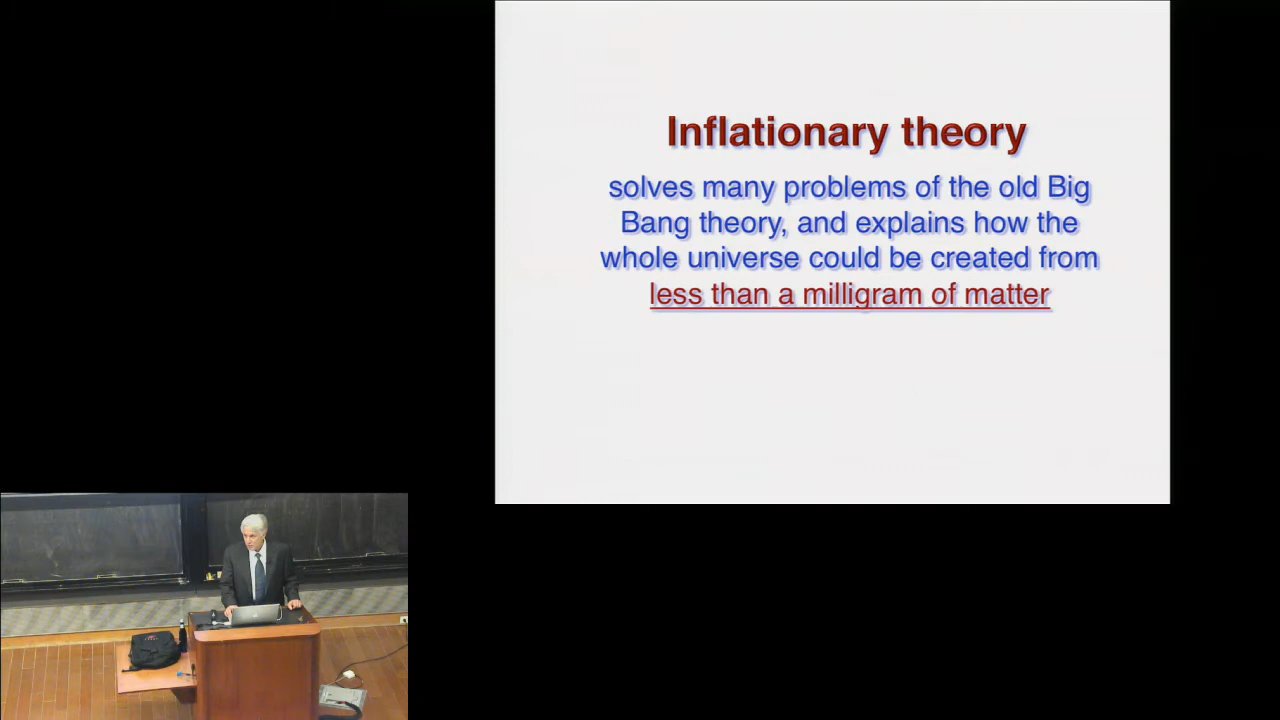 Inflationary theory
solves many problems of the old Big
Bang theory, and explains how the
whole universe could be created from
less than a milligram of matter